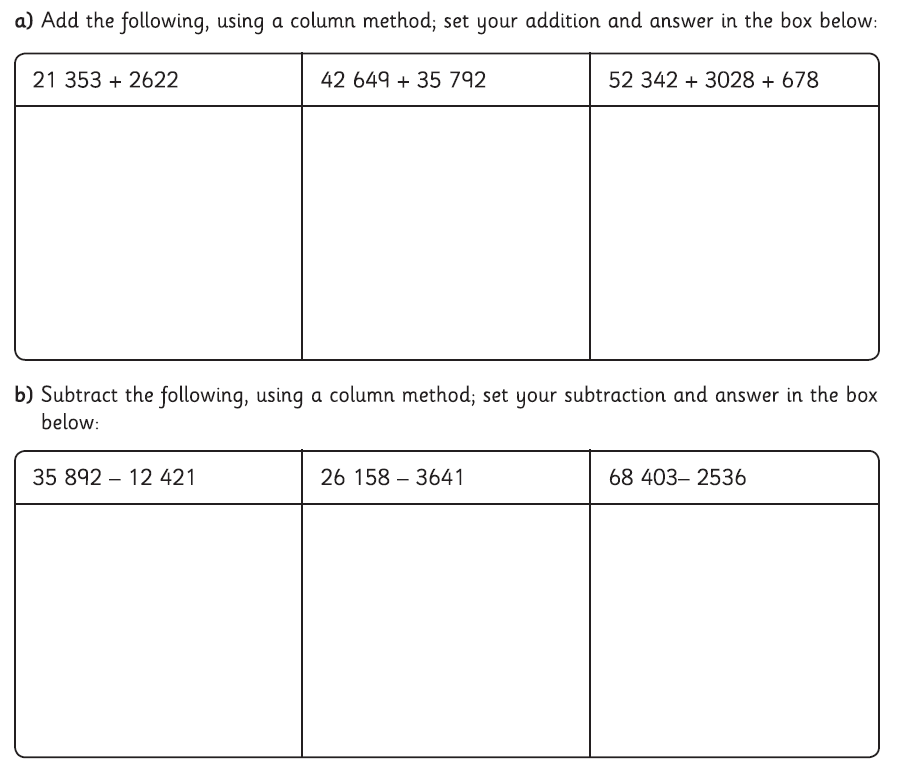 a) Add the following, using a column method; set your addition and answer in the box below:
21 353 + 2622
42 649 + 35 792
52 342 + 3028 + 678
b) Subtract the following, using a column method; set your subtraction and answer in the box
below:
35 892 – 12 421
26 158 – 3641
68 403– 2536